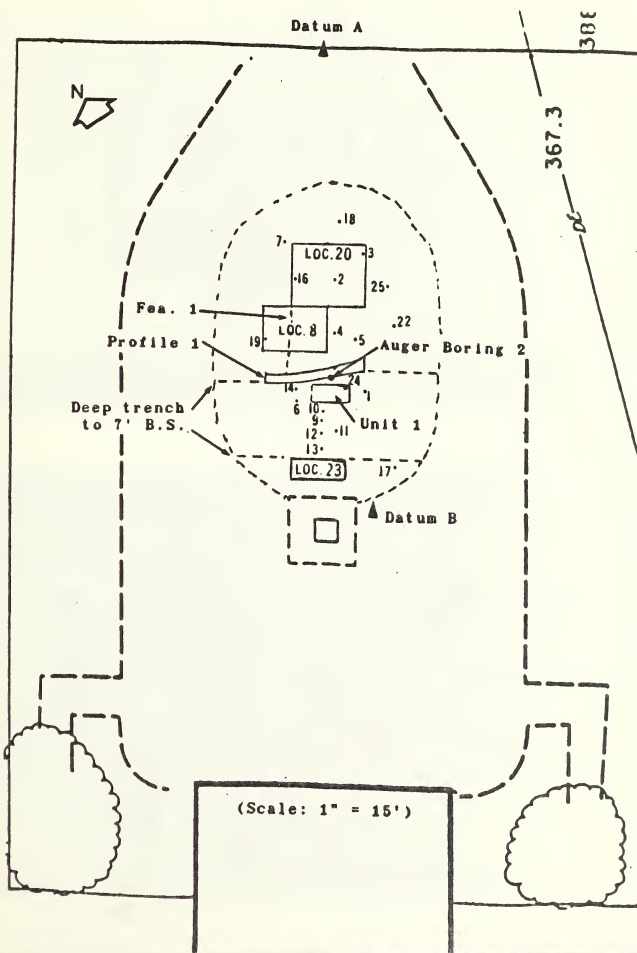 Datum A
388
N
367.3
18
7
LOC. 20
3
16
2
25
Fea. 1
22
LOC. 8
4
5
19
Profile 1
Auger Boring 2
14
24
1
Deep trench
to 7' B.S.
6
10
Unit 1
9
12
11
13
LOC. 23
17
Datum B
(Scale: 1" = 15')